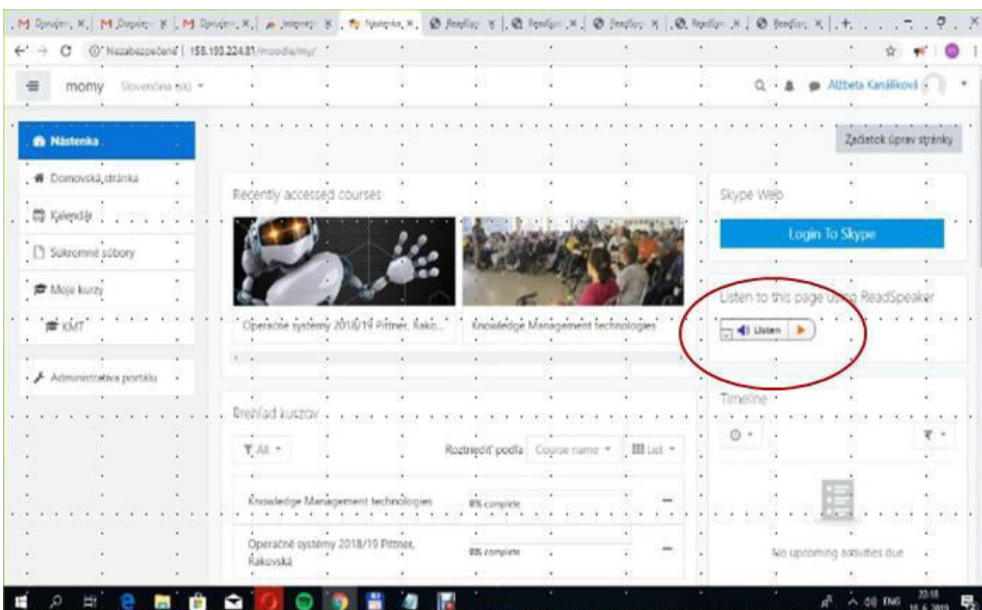 Nezabezpečené | 158.193.224.81/moodle/my/
momy Slovenčina (sk)
Alžbeta Kanáliková
Nástenka
Začiatok úprav stránky
Domovská stránka
Kalendár
Súkromné súbory
Moje kurzy
KMT
Administratíva portálu
Recently accessed courses
Operačné systémy 2018/19 Pittner, Rako...
Knowledge Management technologies
Skype Web
Login To Skype
Listen to this page using ReadSpeaker
Listen
Timeline
No upcoming activities due
Prehľad kurzov
All
Roztriediť podľa Course name List
Knowledge Management technologies 0% complete
Operačné systémy 2018/19 Pittner,
Rakovská
0% complete
ENG
22:18